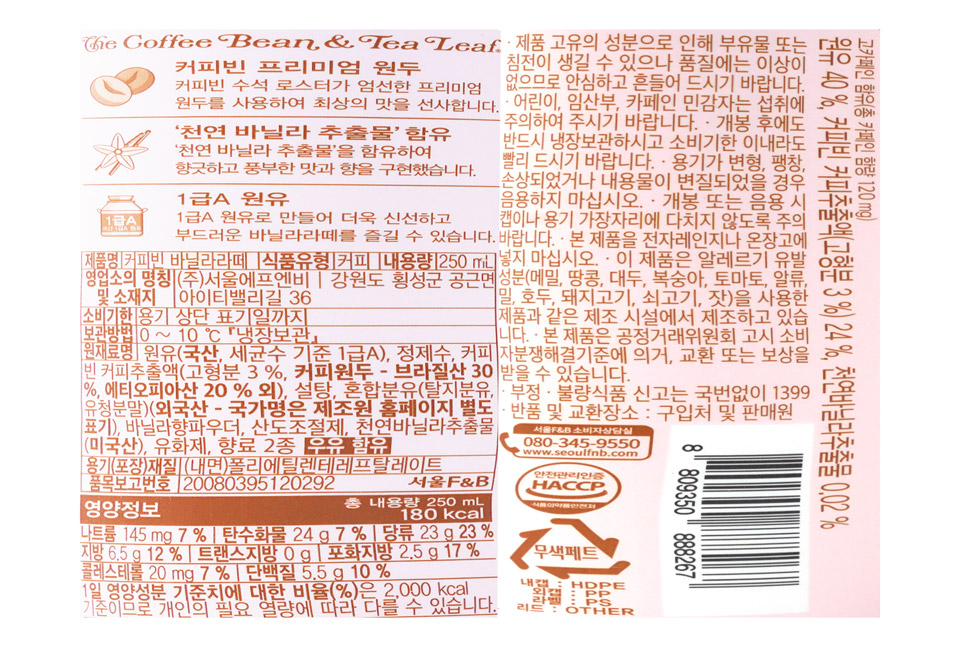 The Coffee Bean & Tea Leaf
커피빈 프리미엄 원두
커피빈 수석 로스터가 엄선한 프리미엄
원두를 사용하여 최상의 맛을 선사합니다.
'천연 바닐라 추출물' 함유
'천연 바닐라 추출물'을 함유하여
향긋하고 풍부한 맛과 향을 구현했습니다.
1급A
국산 1급A 원유
1급A 원유
1급A 원유로 만들어 더욱 신선하고
부드러운 바닐라라떼를 즐길 수 있습니다.
제품명 커피빈 바닐라라떼 | 식품유형 커피 | 내용량 250 mL
영업소의 명칭 및 소재지 (주)서울에프엔비 | 강원도 횡성군 공근면
아이티밸리길 36
소비기한 용기 상단 표기일까지
보관방법 0 ~ 10 ℃ 『냉장보관』
원재료명 원유(국산, 세균수 기준 1급A), 정제수, 커피
빈 커피추출액(고형분 3 %, 커피원두 - 브라질산 30
%, 에티오피아산 20 % 외), 설탕, 혼합분유(탈지분유,
유청분말)(외국산 - 국가명은 제조원 홈페이지 별도
표기), 바닐라향파우더, 산도조절제, 천연바닐라추출물
(미국산), 유화제, 향료 2종 우유 함유
용기(포장)재질 (내면)폴리에틸렌테레프탈레이트
품목보고번호 20080395120292 서울F&B
영양정보 총 내용량 250 mL
180 kcal
나트륨 145 mg 7 % | 탄수화물 24 g 7 % | 당류 23 g 23 %
지방 6.5 g 12 % | 트랜스지방 0 g | 포화지방 2.5 g 17 %
콜레스테롤 20 mg 7 % | 단백질 5.5 g 10 %
1일 영양성분 기준치에 대한 비율(%)은 2,000 kcal
기준이므로 개인의 필요 열량에 따라 다를 수 있습니다.
· 제품 고유의 성분으로 인해 부유물 또는
침전이 생길 수 있으나 품질에는 이상이
없으므로 안심하고 흔들어 드시기 바랍니다.
· 어린이, 임산부, 카페인 민감자는 섭취에
주의하여 주시기 바랍니다. · 개봉 후에도
반드시 냉장보관하시고 소비기한 이내라도
빨리 드시기 바랍니다. · 용기가 변형, 팽창,
손상되었거나 내용물이 변질되었을 경우
음용하지 마십시오. · 개봉 또는 음용 시
캡이나 용기 가장자리에 다치지 않도록 주의
바랍니다. · 본 제품을 전자레인지나 온장고에
넣지 마십시오. · 이 제품은 알레르기 유발
성분(메밀, 땅콩, 대두, 복숭아, 토마토, 알류,
밀, 호두, 돼지고기, 쇠고기, 잣)을 사용한
제품과 같은 제조 시설에서 제조하고 있습
니다. · 본 제품은 공정거래위원회 고시 소비
자분쟁해결기준에 의거, 교환 또는 보상을
받을 수 있습니다.
· 부정 · 불량식품 신고는 국번없이 1399
· 반품 및 교환장소 : 구입처 및 판매원
서울F&B 소비자상담실
080-345-9550
www.seoulfnb.com
안전관리인증
HACCP
식품의약품안전처
무색페트
내캡 : HDPE
외캡 : PP
라벨 : PS
리드 : OTHER
고카페인 함유(총 카페인 함량 120 mg)
원유 40 %, 커피빈 커피추출액(고형분 3 %) 24 %, 천연바닐라추출물 0.02 %
8 809350 888267